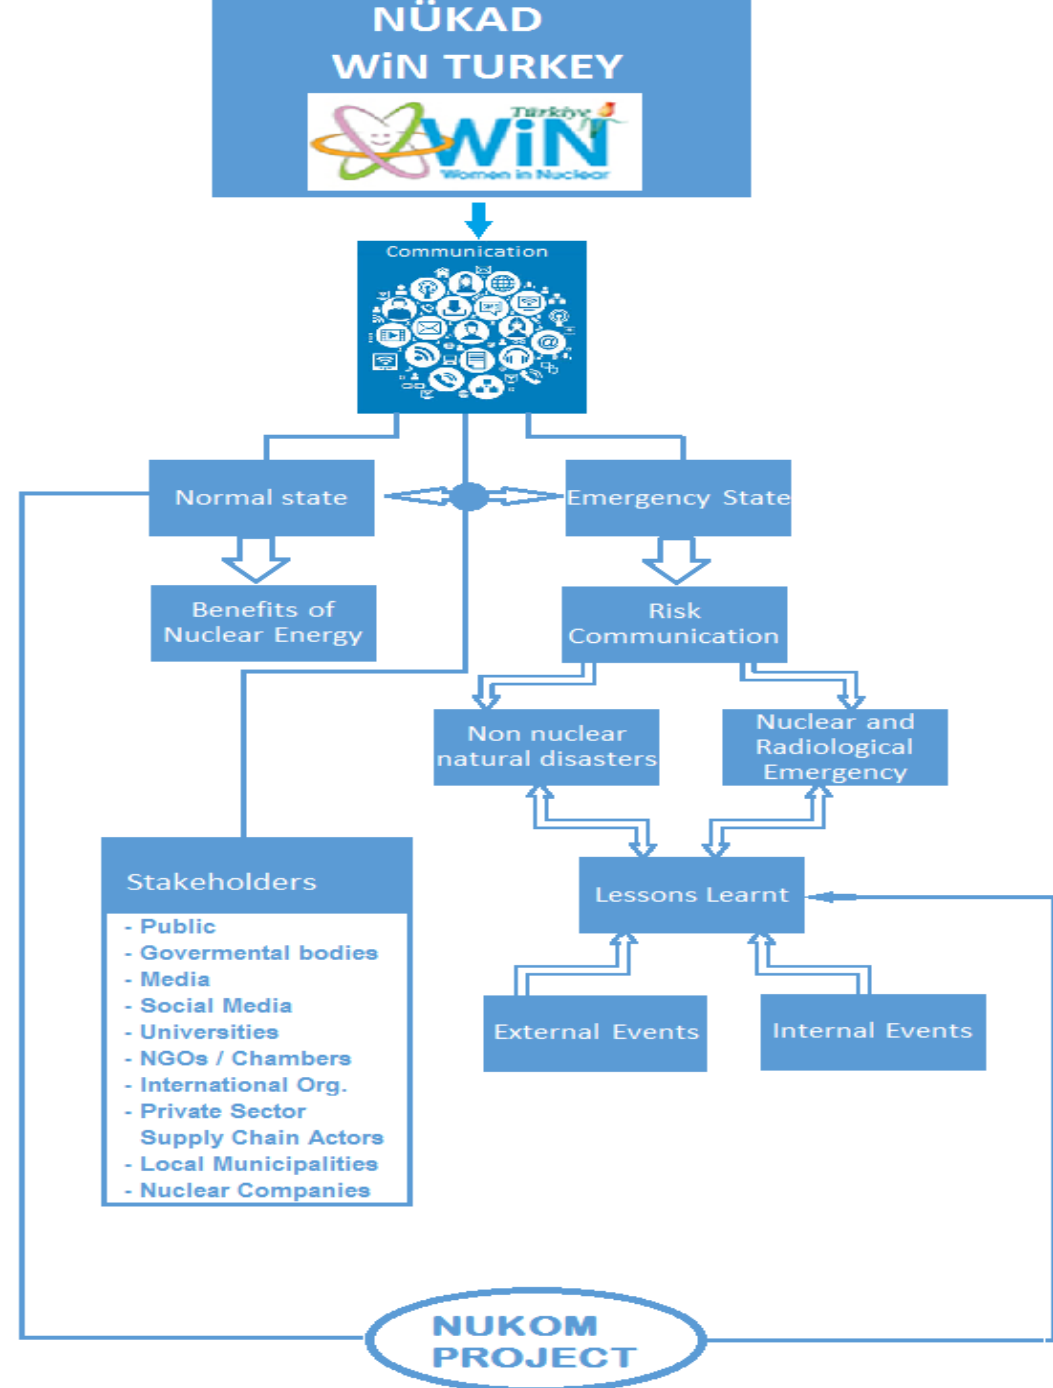 NÜKAD
WiN TURKEY
Türkiye
WiN
Women in Nuclear
Communication
Normal state
Emergency State
Benefits of
Nuclear Energy
Risk
Communication
Non nuclear
natural disasters
Nuclear and
Radiological
Emergency
Lessons Learnt
External Events
Internal Events
Stakeholders
- Public
- Govermental bodies
- Media
- Social Media
- Universities
- NGOs / Chambers
- International Org.
- Private Sector
Supply Chain Actors
- Local Municipalities
- Nuclear Companies
NUKOM
PROJECT